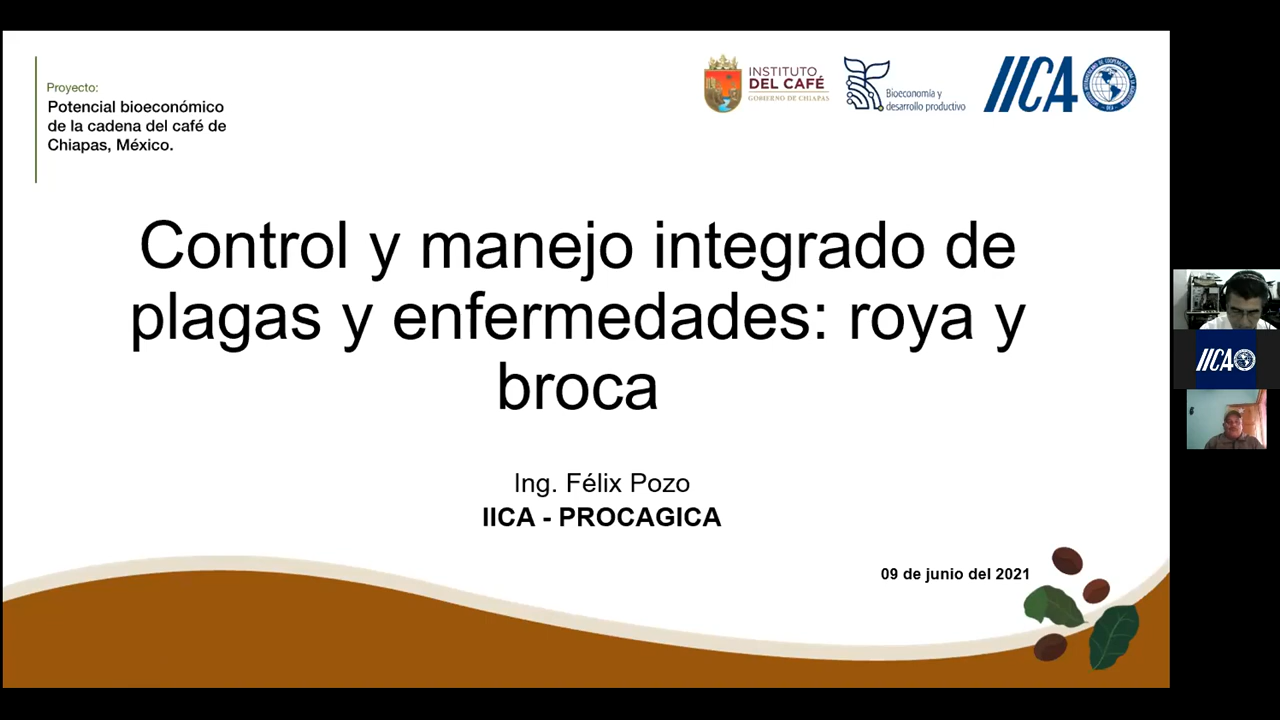 Proyecto:
Potencial bioeconómico
de la cadena del café de
Chiapas, México.
INSTITUTO
DEL CAFÉ
GOBIERNO DE CHIAPAS
Bioeconomía y
desarrollo productivo
IICA
Control y manejo integrado de
plagas y enfermedades: roya y
broca
Ing. Félix Pozo
IICA - PROCAGICA
09 de junio del 2021
IICA